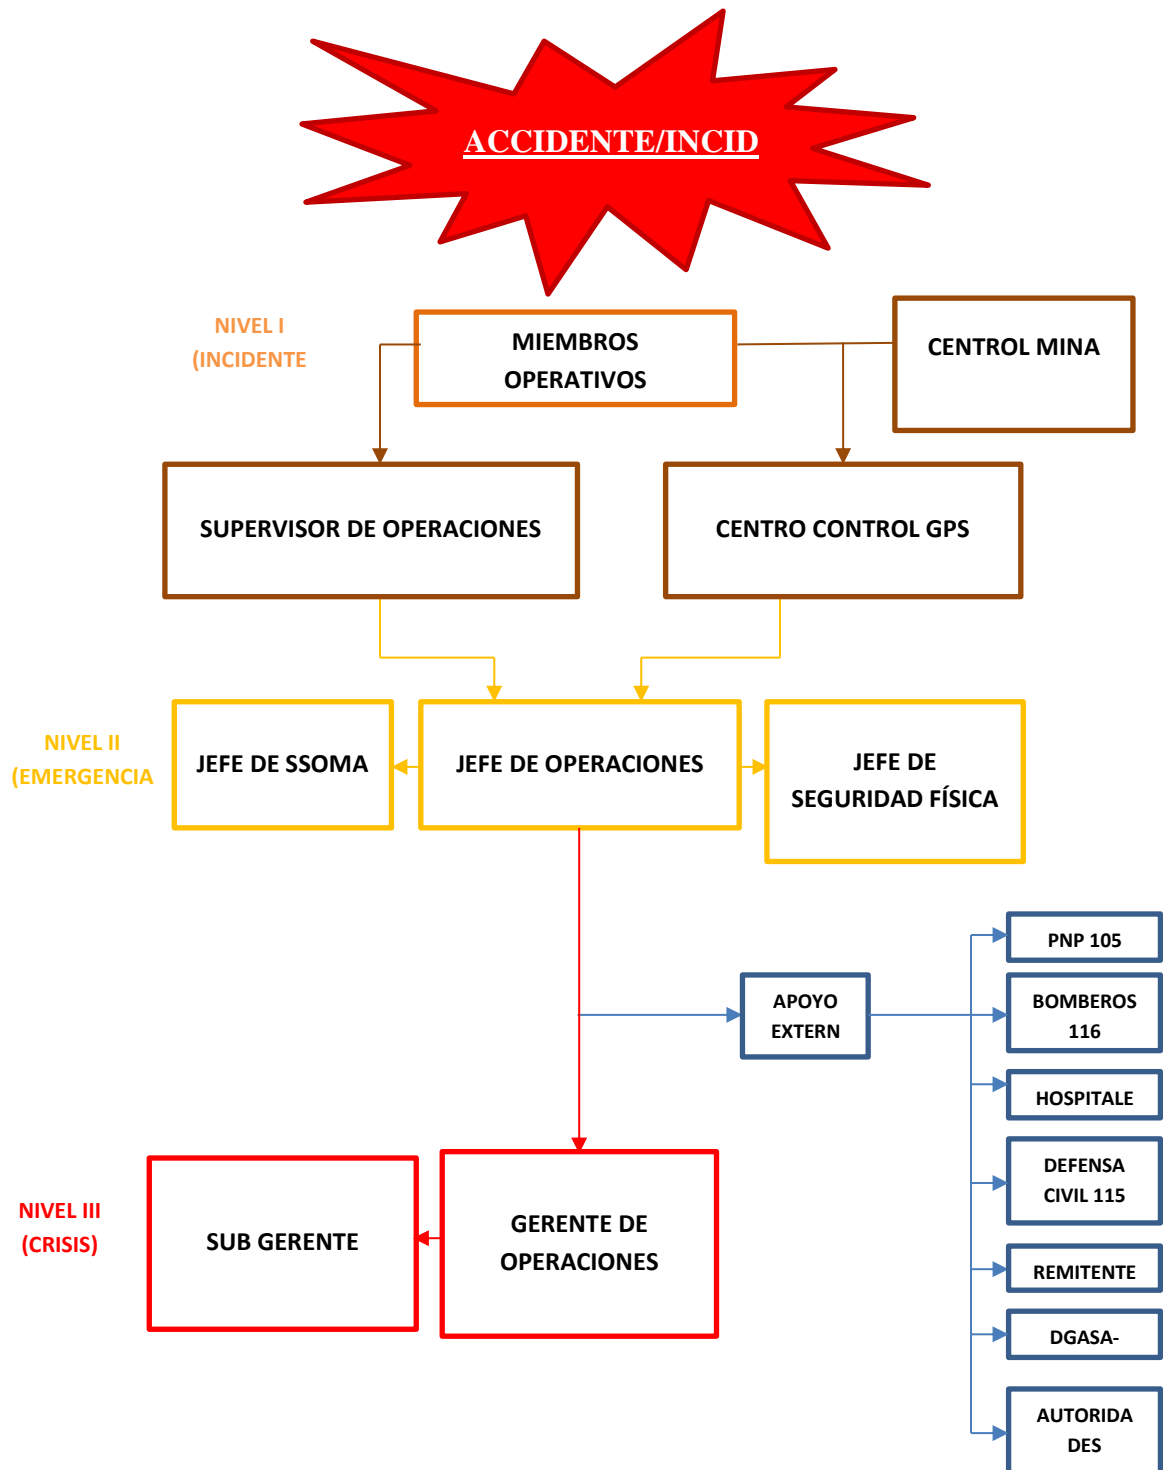 ACCIDENTE/INCID
NIVEL I
(INCIDENTE
MIEMBROS
OPERATIVOS
CENTROL MINA
SUPERVISOR DE OPERACIONES
CENTRO CONTROL GPS
NIVEL II
(EMERGENCIA
JEFE DE SSOMA
JEFE DE OPERACIONES
JEFE DE
SEGURIDAD FÍSICA
APOYO
EXTERN
PNP 105
BOMBEROS
116
HOSPITALE
DEFENSA
CIVIL 115
REMITENTE
DGASA-
AUTORIDA
DES
NIVEL III
(CRISIS)
SUB GERENTE
GERENTE DE
OPERACIONES